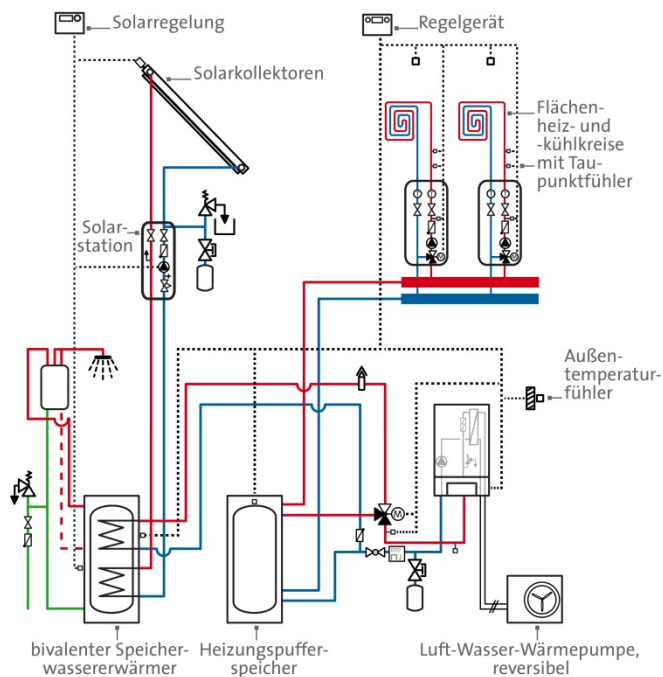 Solarregelung
Regelgerät
Solarkollektoren
Flächen-
heiz- und
-kühlkreise
mit Tau-
punktfühler
Solar-
station
M
M
Außen-
temperatur-
fühler
M
bivalenter Speicher-
wassererwärmer
Heizungspuffer-
speicher
Luft-Wasser-Wärmepumpe,
reversibel